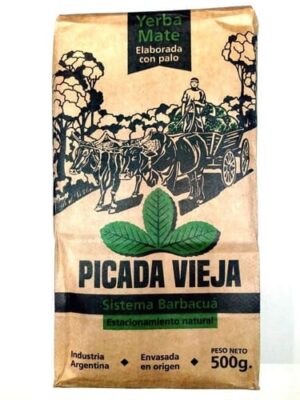 Yerba
Mate
Elaborada
con palo
PICADA VIEJA
Sistema Barbacuá
Estacionamiento natural
Industria
Argentina
Envasada
en origen
PESO NETO
500g.